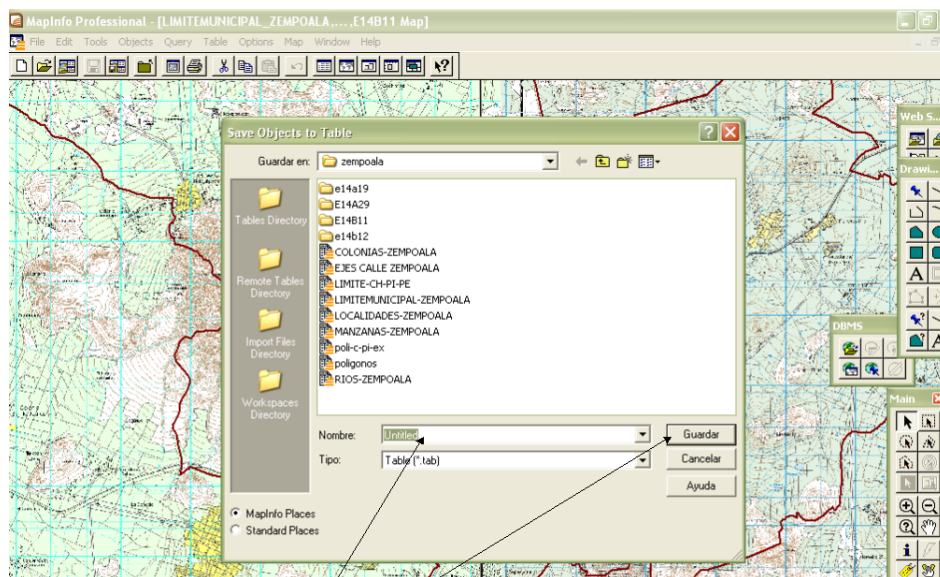 MapInfo Professional - [LIMITEMUNICIPAL_ZEMPOALA,...,E14B11 Map]
File Edit Tools Objects Query Table Options Map Window Help
Web S...
Save Objects to Table
Guardar en: zempoala
Drawi...
Tables Directory
Remote Tables Directory
Import Files Directory
Workspaces Directory
e14a19
E14A29
E14B11
e14b12
COLONIAS-ZEMPOALA
EJES CALLE ZEMPOALA
LIMITE-CH-PI-PE
LIMITEMUNICIPAL-ZEMPOALA
LOCALIDADES-ZEMPOALA
MANZANAS-ZEMPOALA
poli-c-pi-ex
poligonos
RIOS-ZEMPOALA
DBMS
Main
Nombre: Untitled Guardar
Tipo: Table (*.tab) Cancelar
Ayuda
MapInfo Places
Standard Places